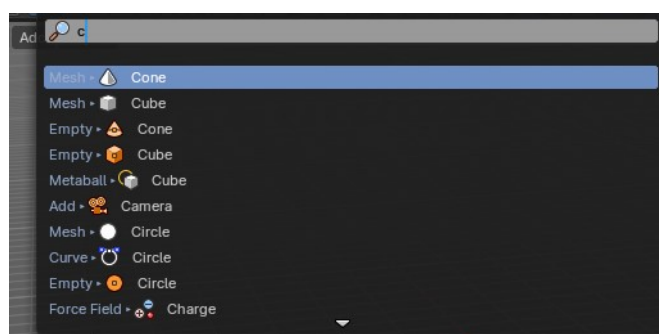 Ad
c
Mesh ▸ Cone
Mesh ▸ Cube
Empty ▸ Cone
Empty ▸ Cube
Metaball ▸ Cube
Add ▸ Camera
Mesh ▸ Circle
Curve ▸ Circle
Empty ▸ Circle
Force Field ▸ Charge